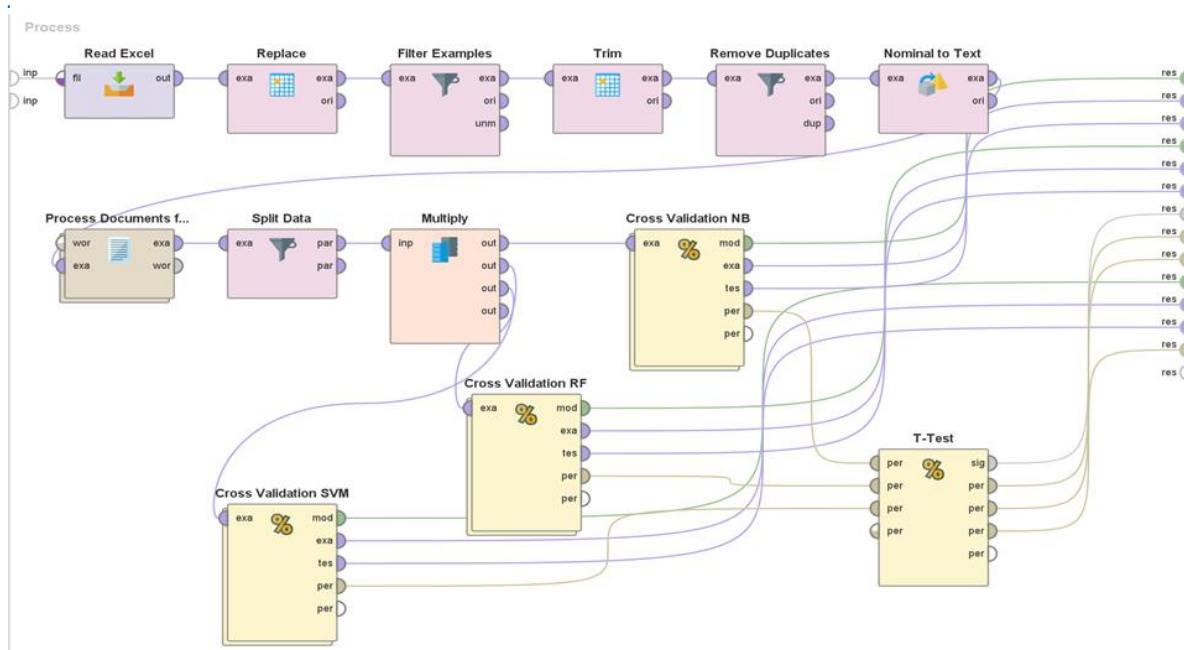 Process
Read Excel
Replace
Filter Examples
Trim
Remove Duplicates
Nominal to Text
inp
inp
fil
out
exa
exa
ori
exa
exa
ori
unm
exa
exa
ori
exa
exa
ori
dup
exa
exa
ori
res
res
res
res
res
res
res
res
res
res
res
res
res
res
Process Documents f...
Split Data
Multiply
Cross Validation NB
wor
exa
exa
wor
exa
par
par
inp
out
out
out
out
exa
mod
exa
tes
per
per
Cross Validation RF
exa
mod
exa
tes
per
per
T-Test
per
sig
per
per
per
per
per
per
per
Cross Validation SVM
exa
mod
exa
tes
per
per